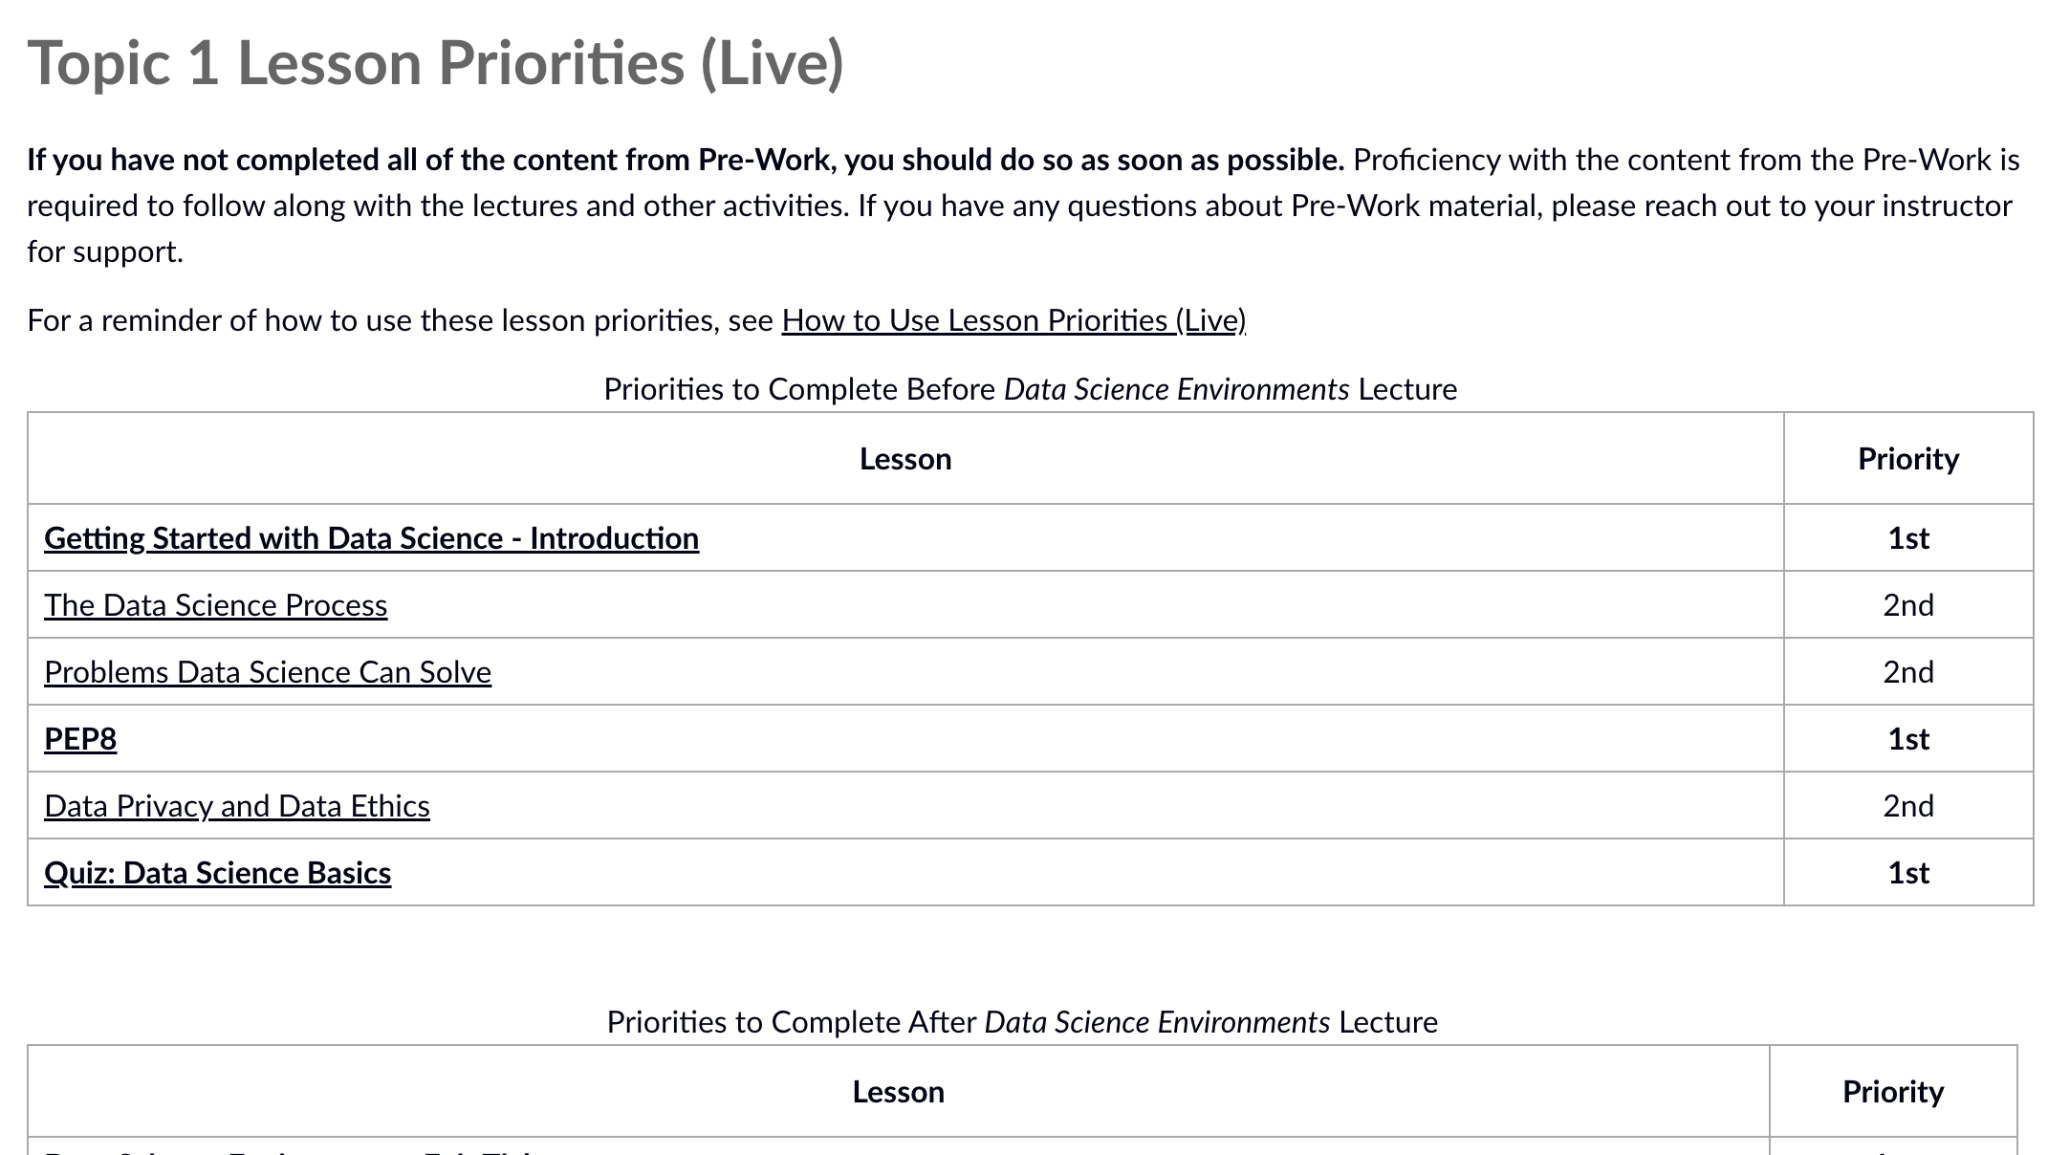 Topic 1 Lesson Priorities (Live)
If you have not completed all of the content from Pre-Work, you should do so as soon as possible. Proficiency with the content from the Pre-Work is
required to follow along with the lectures and other activities. If you have any questions about Pre-Work material, please reach out to your instructor
for support.
For a reminder of how to use these lesson priorities, see How to Use Lesson Priorities (Live)
Priorities to Complete Before Data Science Environments Lecture
Lesson Priority
Getting Started with Data Science - Introduction 1st
The Data Science Process 2nd
Problems Data Science Can Solve 2nd
PEP8 1st
Data Privacy and Data Ethics 2nd
Quiz: Data Science Basics 1st
Priorities to Complete After Data Science Environments Lecture
Lesson Priority